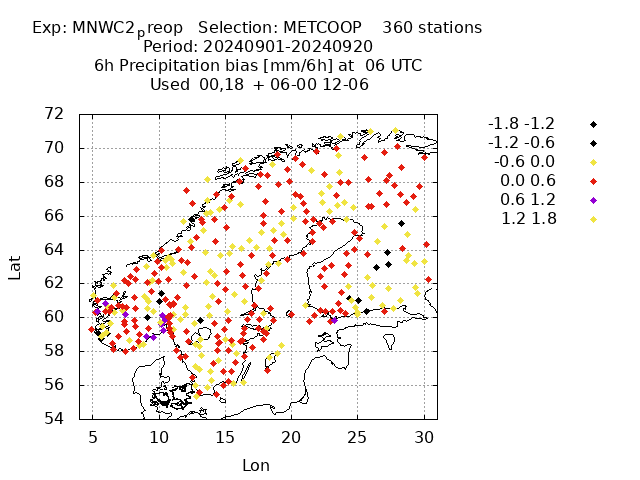 Exp: MNWC2preop   Selection: METCOOP    360 stations
Period: 20240901-20240920
6h Precipitation bias [mm/6h] at  06 UTC
Used  00,18  + 06-00 12-06
72
70
68
66
64
62
60
58
56
54
5 10 15 20 25 30
Lat
Lon
-1.8 -1.2
-1.2 -0.6
-0.6 0.0
0.0 0.6
0.6 1.2
1.2 1.8